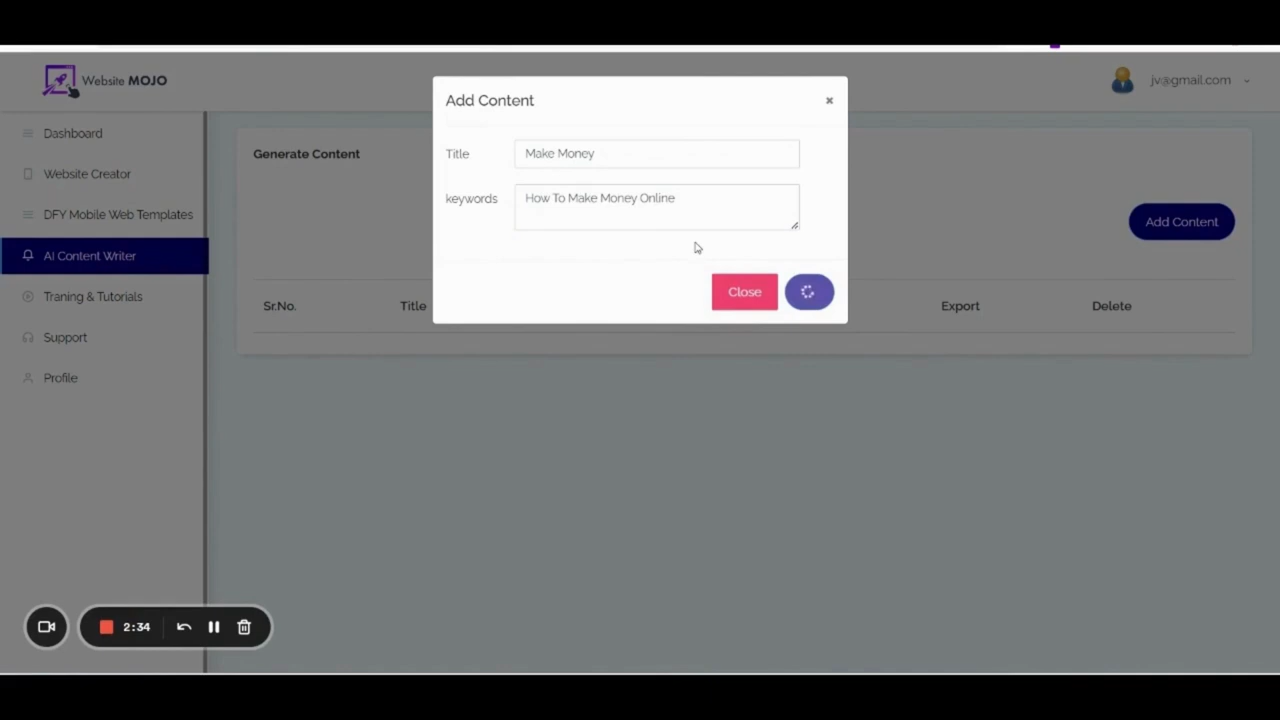 Website MOJO
jv@gmail.com
Dashboard
Website Creator
DFY Mobile Web Templates
AI Content Writer
Traning & Tutorials
Support
Profile
Generate Content
Add Content
Sr.No.
Title
Export
Delete
Add Content
×
Title
Make Money
keywords
How To Make Money Online
Close
2:34